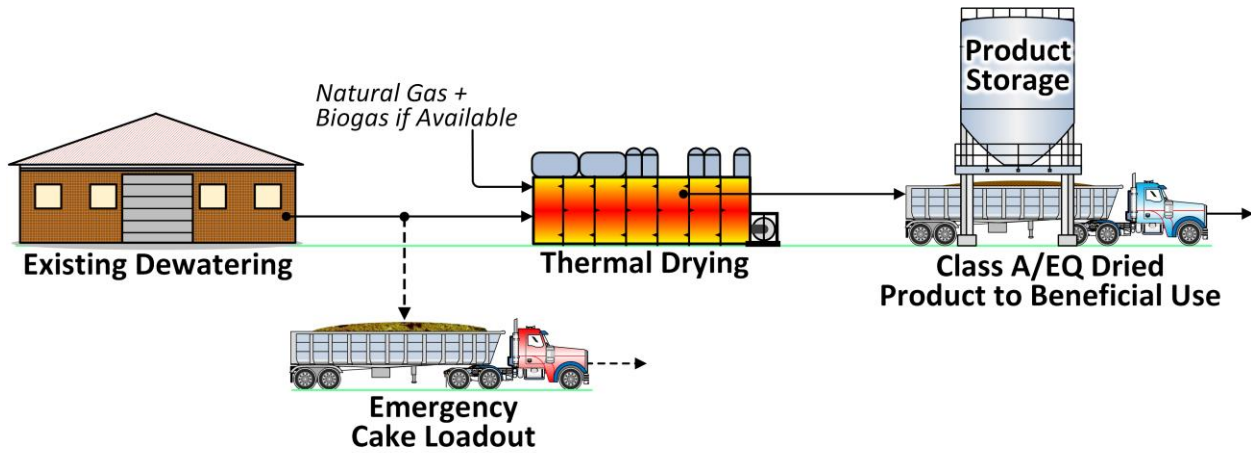 Natural Gas +
Biogas if Available
Product
Storage
Existing Dewatering
Thermal Drying
Class A/EQ Dried
Product to Beneficial Use
Emergency
Cake Loadout